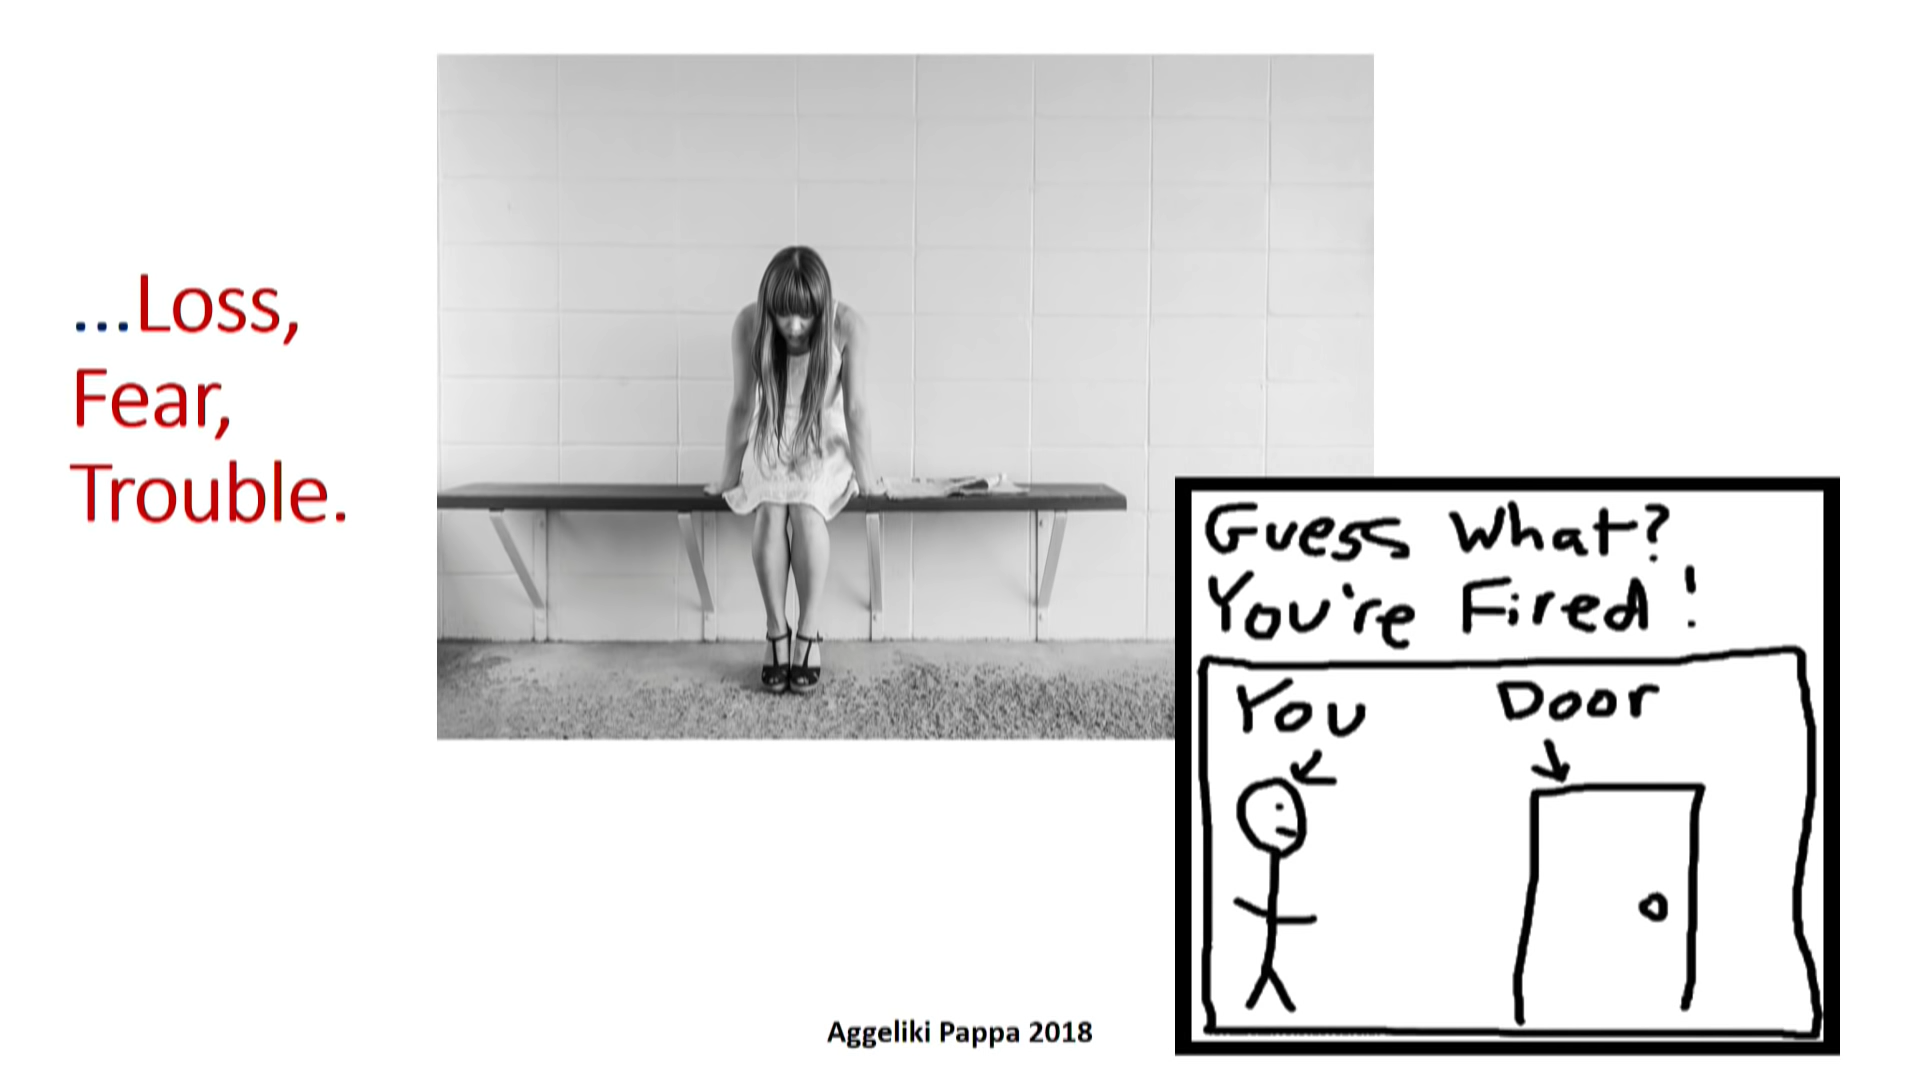 ...Loss,
Fear,
Trouble.
Guess What?
You're Fired!
You Door
Aggeliki Pappa 2018